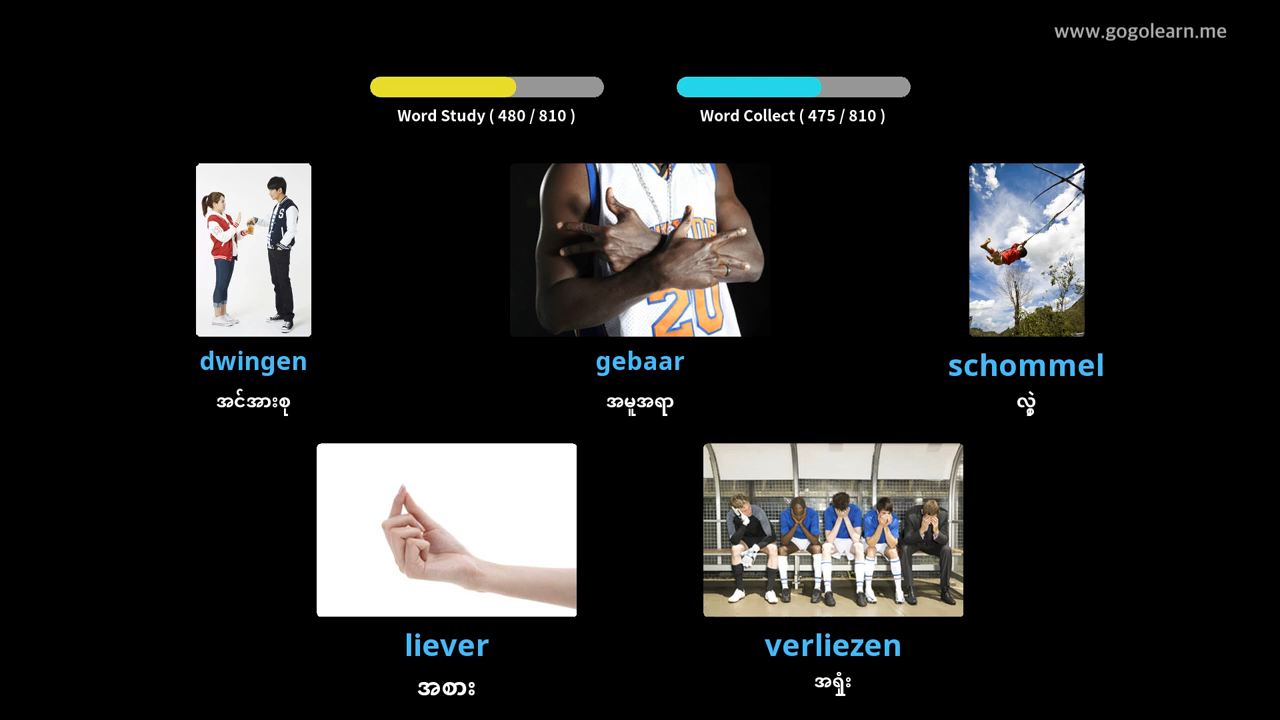 www.gogolearn.me
Word Study ( 480 / 810 )
Word Collect ( 475 / 810 )
dwingen
အင်အားစု
gebaar
အမူအရာ
schommel
လွှဲ
liever
အစား
verliezen
အရှုံး
20